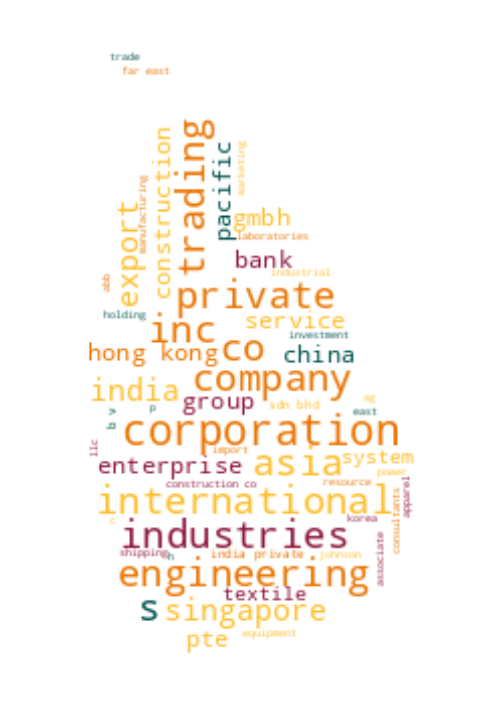 trade
far east
trading
construction
pacific
marketing
manufacturing
export
gmbh
laboratories
bank
industrial
abb
private
holding
inc
service
investment
hong kong
co
china
company
india
group
sdn bhd
ag
east
p
b v
corporation
llc
import
enterprise
asia
system
power
construction co
resource
apparel
international
consultants
c
korea
industries
shipping
h
india private
johnson
associate
engineering
textile
s
singapore
equipment
pte